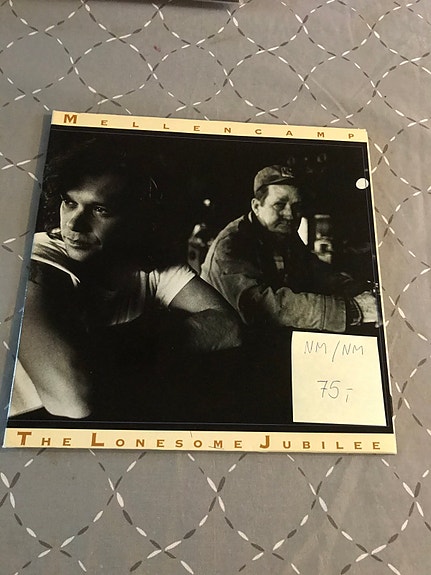 MELLENCAMP
NM/NM
75,-
THE LONESOME JUBILEE